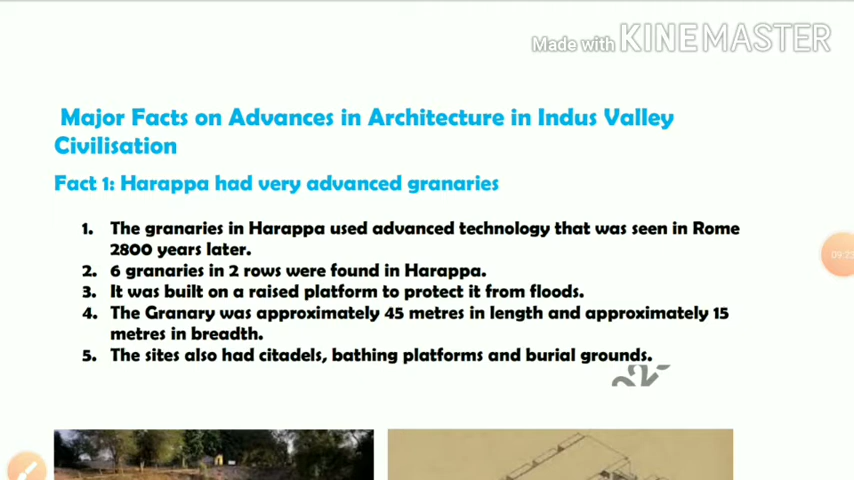 Made with KINEMASTER
Major Facts on Advances in Architecture in Indus Valley
Civilisation
Fact 1: Harappa had very advanced granaries
1. The granaries in Harappa used advanced technology that was seen in Rome
2800 years later.
2. 6 granaries in 2 rows were found in Harappa.
3. It was built on a raised platform to protect it from floods.
4. The Granary was approximately 45 metres in length and approximately 15
metres in breadth.
5. The sites also had citadels, bathing platforms and burial grounds.